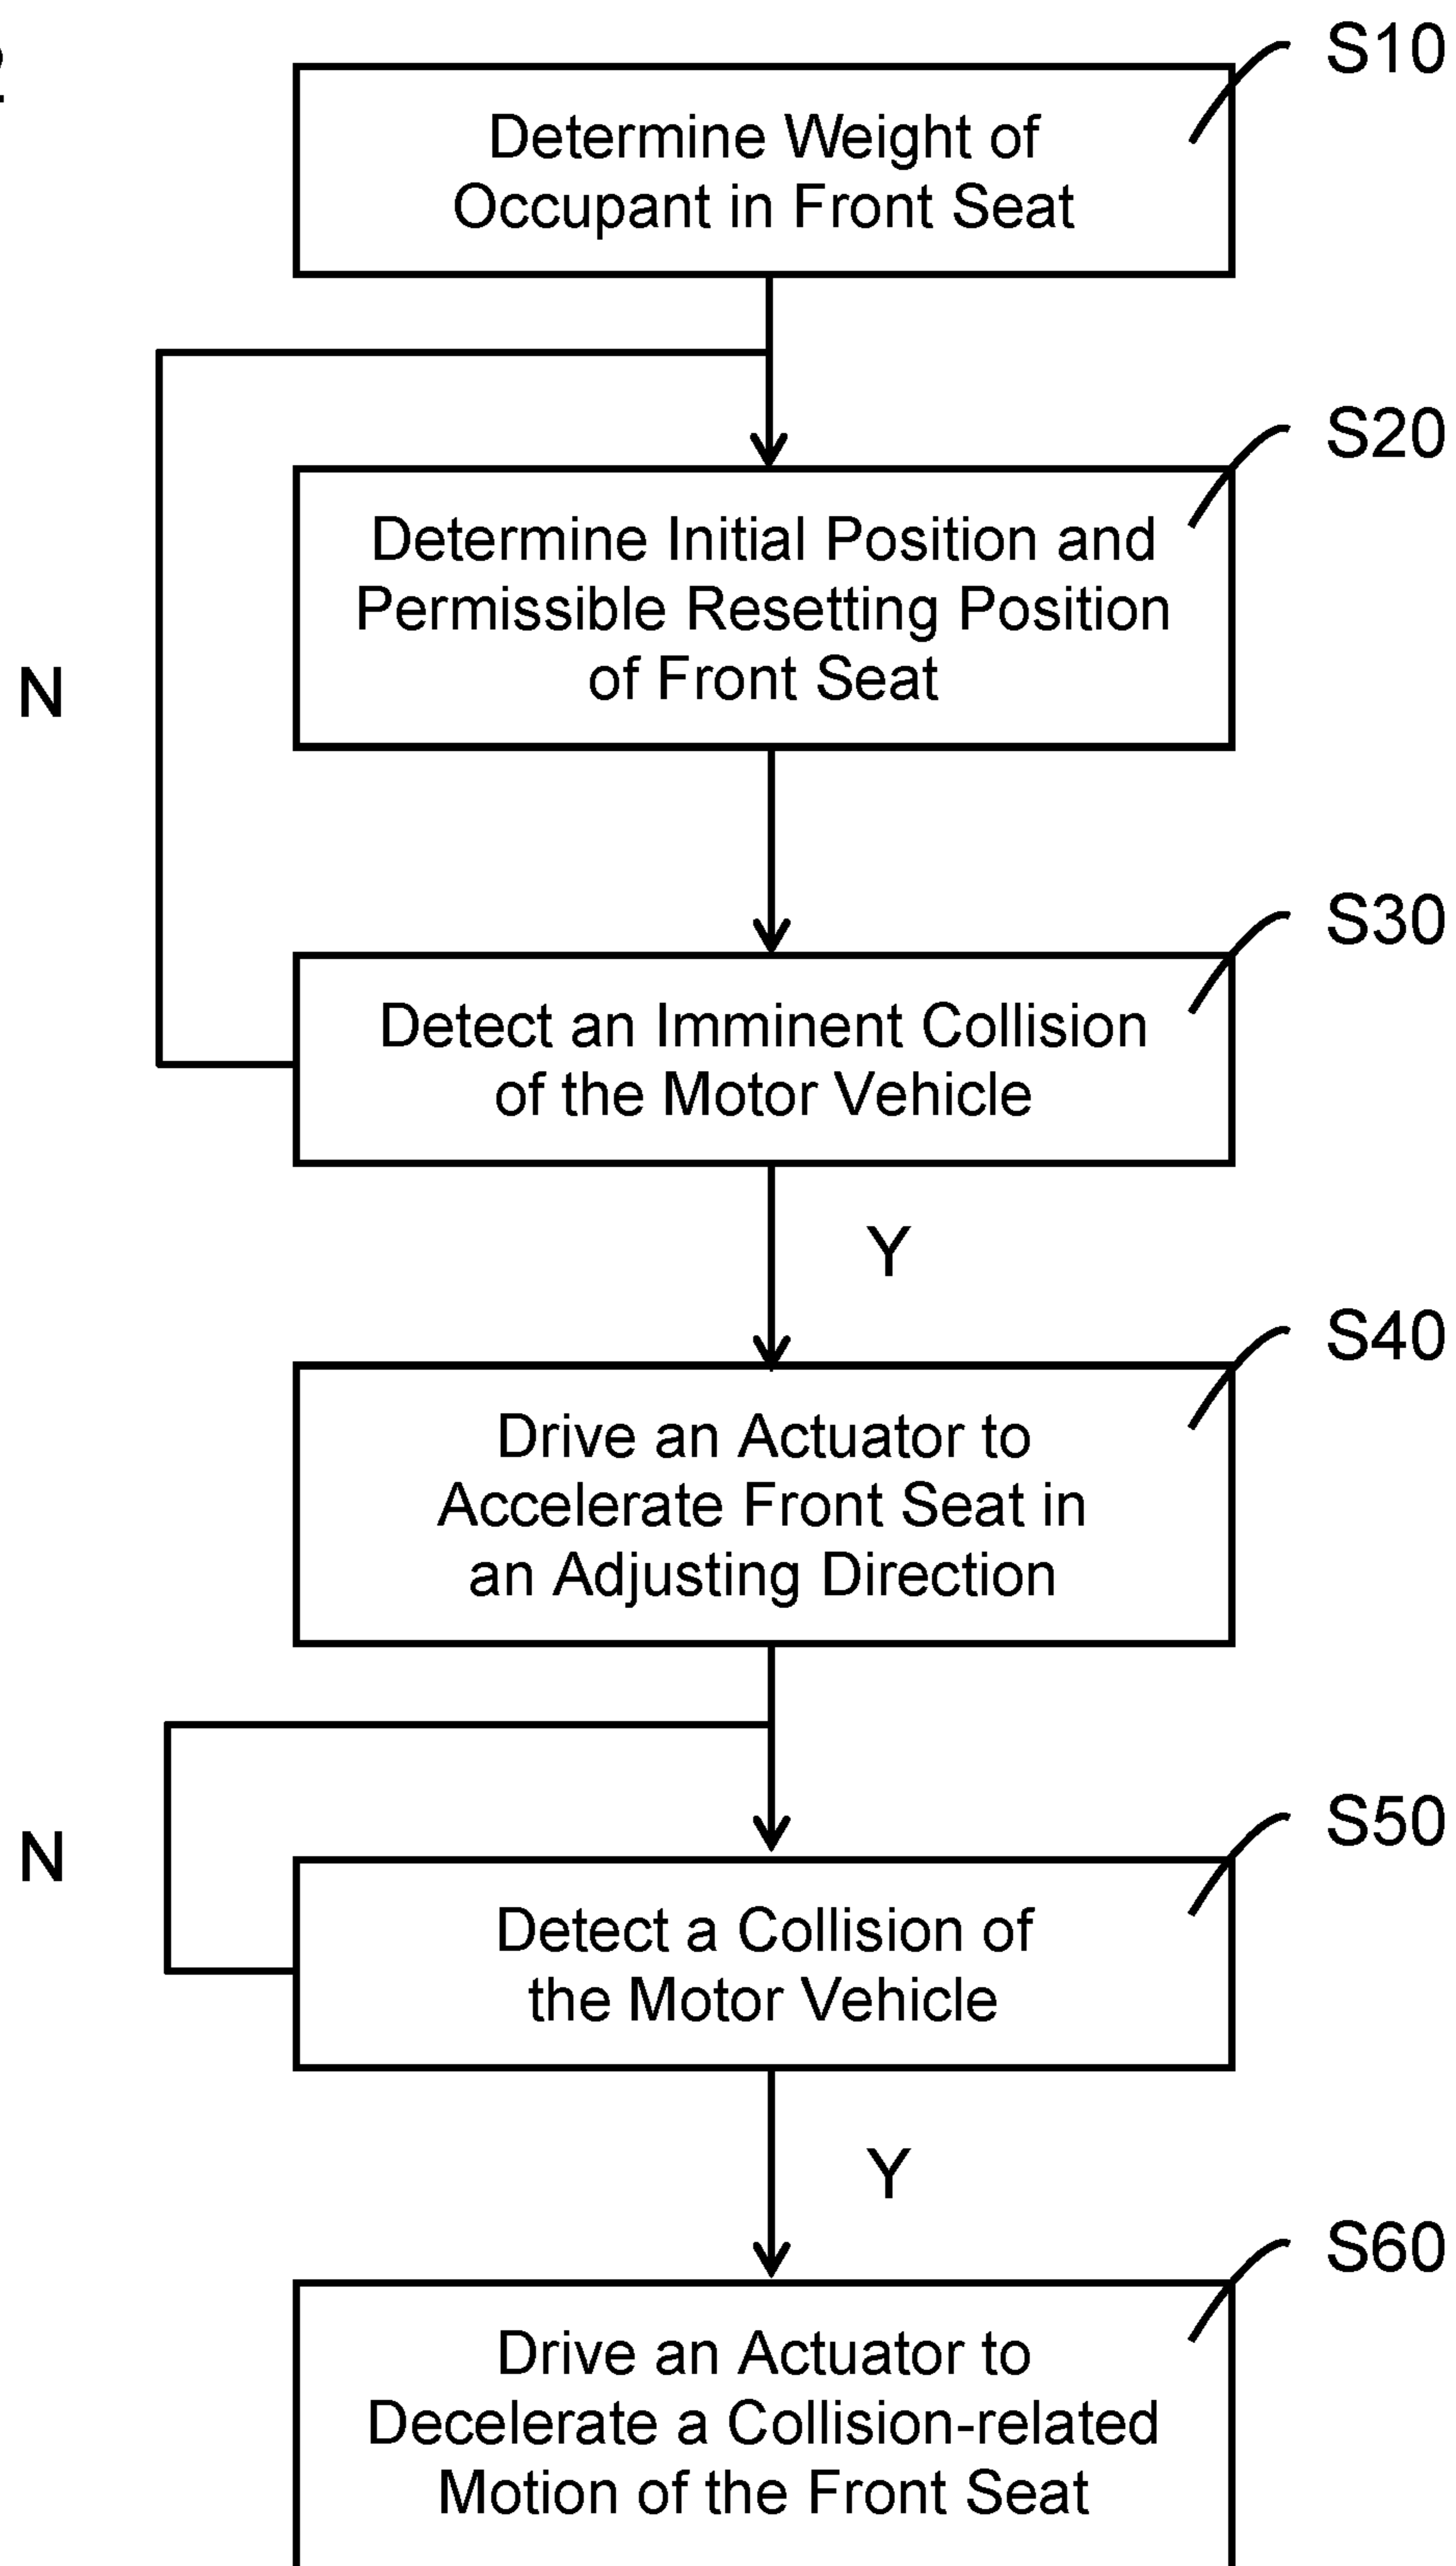 S10
Determine Weight of
Occupant in Front Seat
S20
Determine Initial Position and
Permissible Resetting Position
of Front Seat
N
S30
Detect an Imminent Collision
of the Motor Vehicle
Y
S40
Drive an Actuator to
Accelerate Front Seat in
an Adjusting Direction
N
S50
Detect a Collision of
the Motor Vehicle
Y
S60
Drive an Actuator to
Decelerate a Collision-related
Motion of the Front Seat